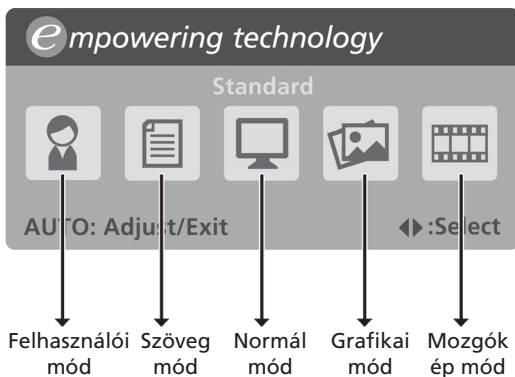 empowering technology
Standard
AUTO: Adjust/Exit :Select
Felhasználói Szöveg Normál Grafikai Mozgók
mód mód mód mód ép mód